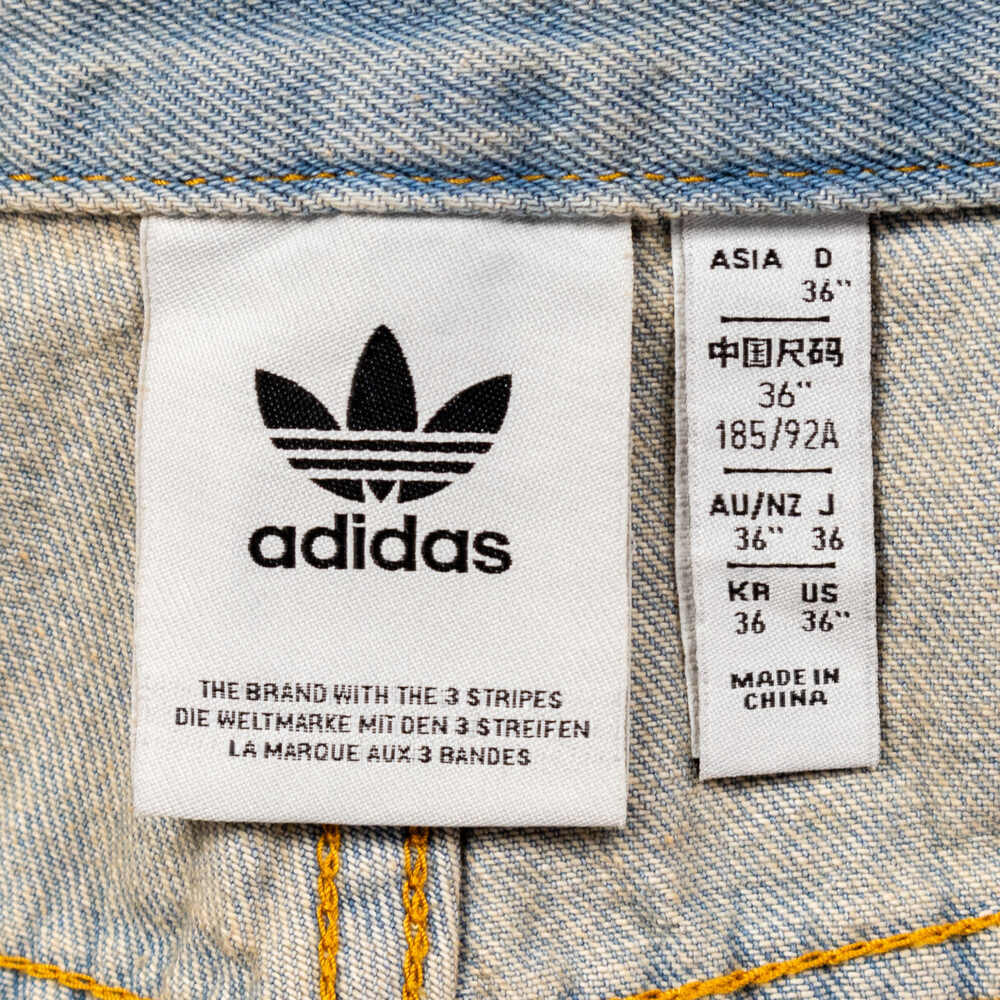 adidas
THE BRAND WITH THE 3 STRIPES
DIE WELTMARKE MIT DEN 3 STREIFEN
LA MARQUE AUX 3 BANDES
ASIA D
36"
中国尺码
36"
185/92A
AU/NZ J
36" 36
KR US
36 36"
MADE IN
CHINA